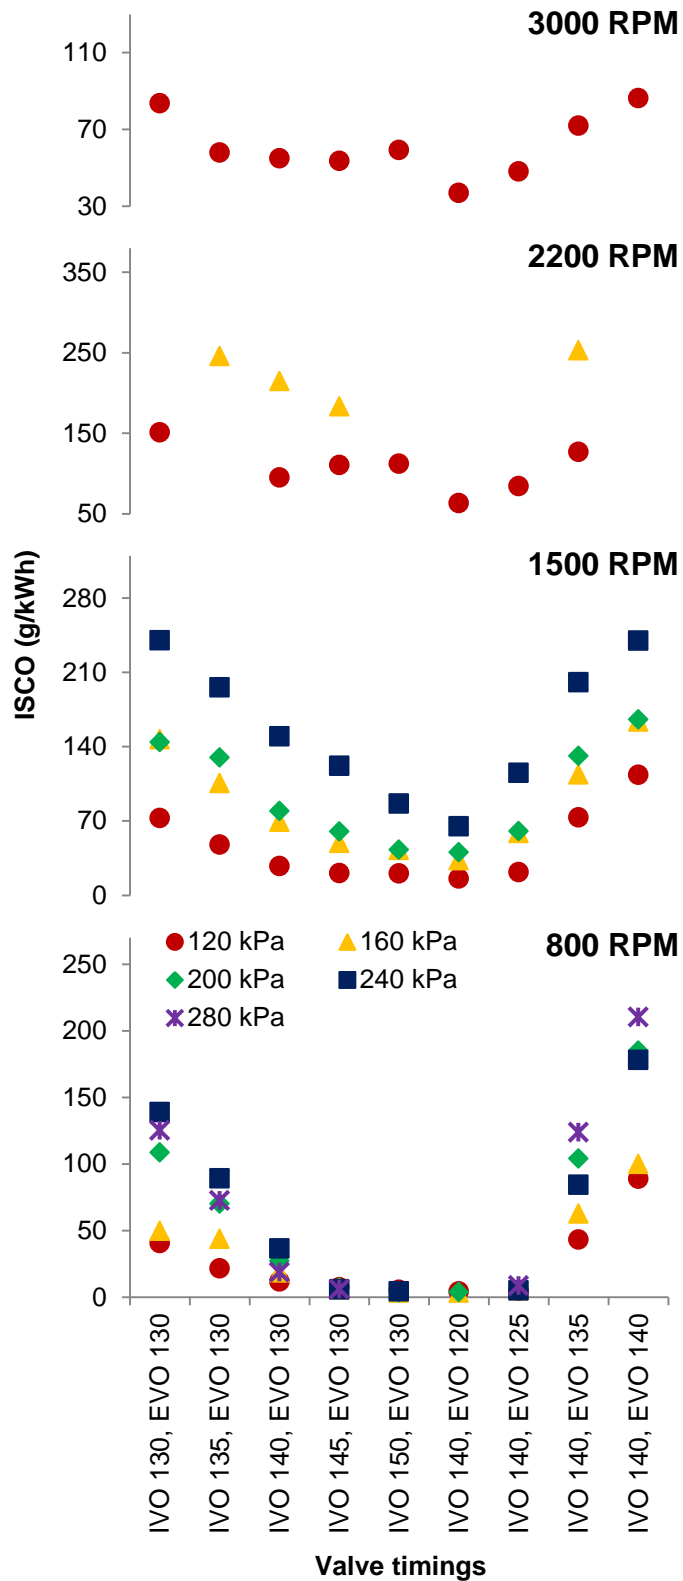 3000 RPM
110
70
30
2200 RPM
350
250
150
50
1500 RPM
280
210
140
70
0
ISCO (g/kWh)
800 RPM
120 kPa 160 kPa
200 kPa 240 kPa
280 kPa
250
200
150
100
50
0
IVO 130, EVO 130
IVO 135, EVO 130
IVO 140, EVO 130
IVO 145, EVO 130
IVO 150, EVO 130
IVO 140, EVO 120
IVO 140, EVO 125
IVO 140, EVO 135
IVO 140, EVO 140
Valve timings